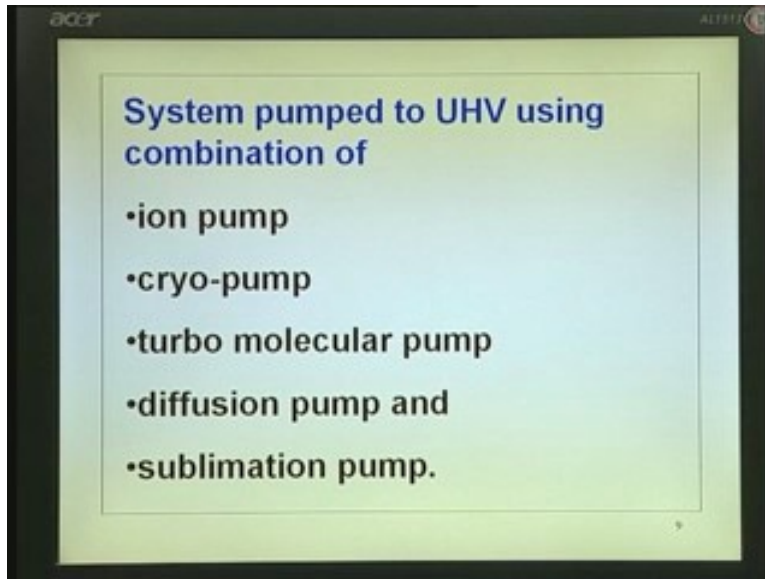 acer
System pumped to UHV using
combination of
•ion pump
•cryo-pump
•turbo molecular pump
•diffusion pump and
•sublimation pump.
9